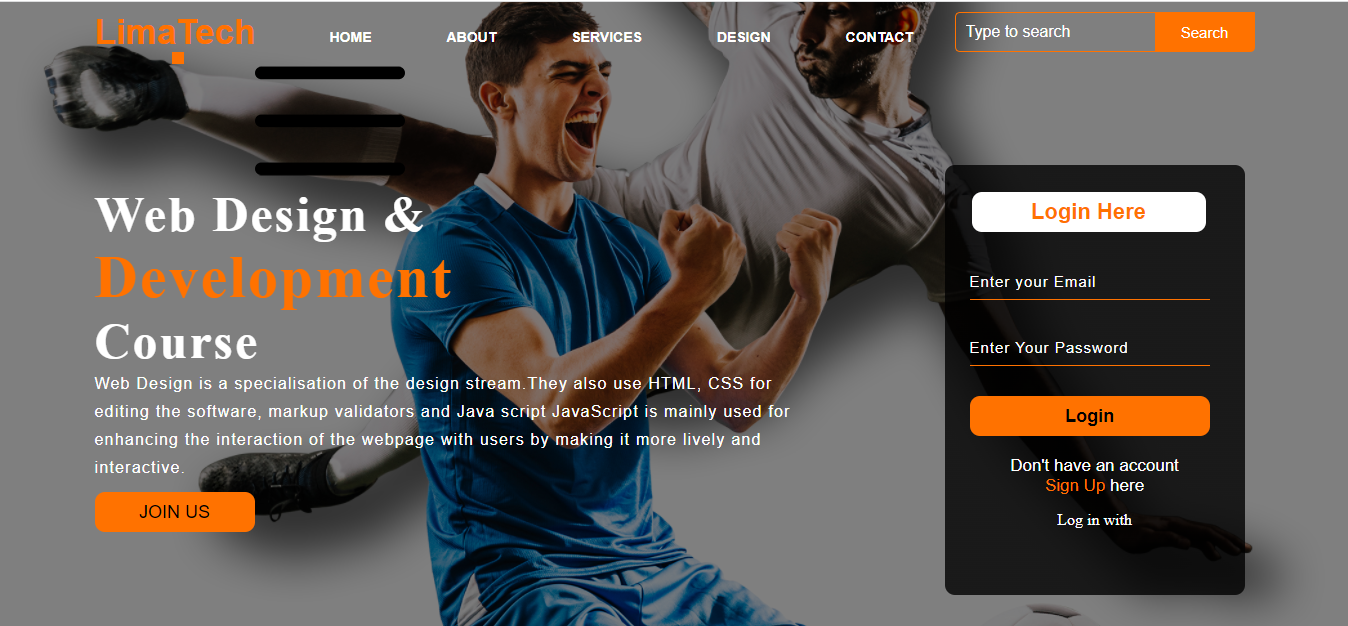 LimaTech
HOME ABOUT SERVICES DESIGN CONTACT
Type to search Search
Web Design &
Development
Course
Web Design is a specialisation of the design stream.They also use HTML, CSS for
editing the software, markup validators and Java script JavaScript is mainly used for
enhancing the interaction of the webpage with users by making it more lively and
interactive.
JOIN US
Login Here
Enter your Email
Enter Your Password
Login
Don't have an account
Sign Up here
Log in with